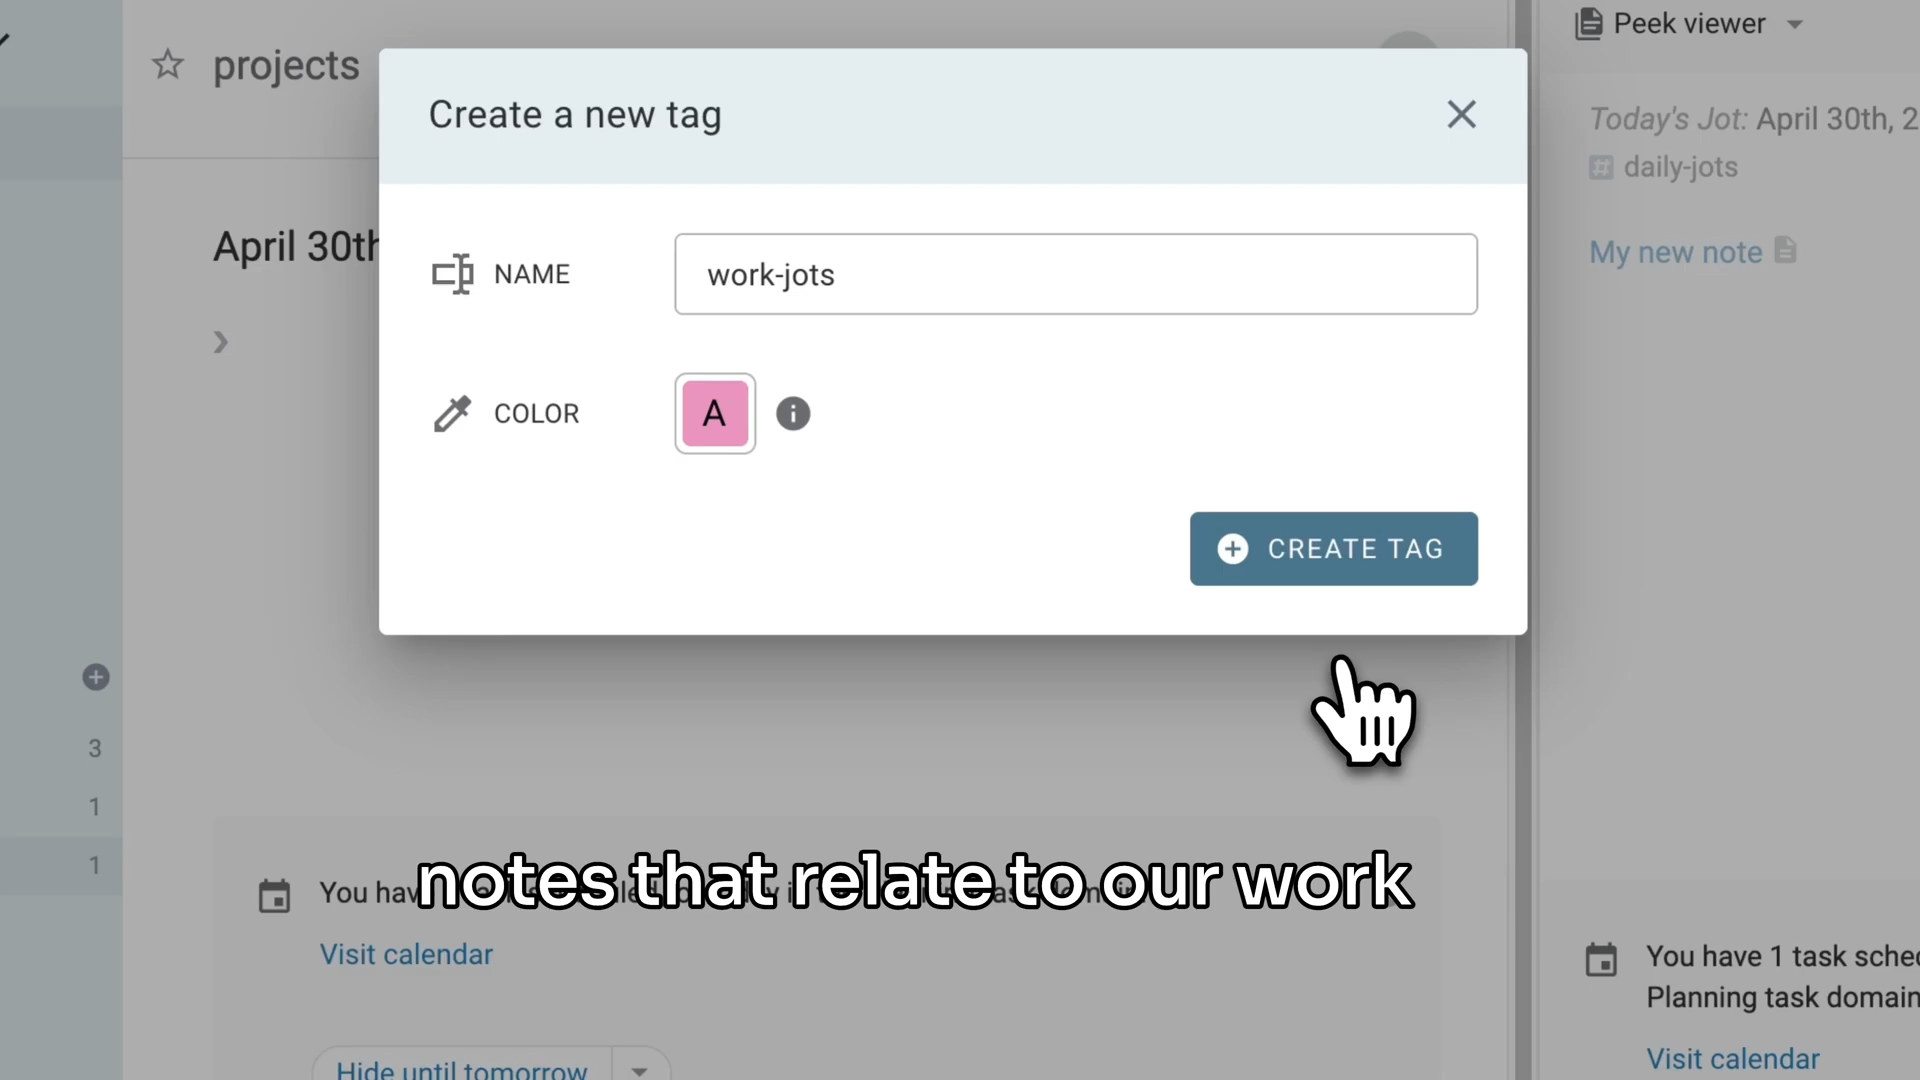 projects
Create a new tag
NAME
work-jots
COLOR
A
CREATE TAG
April 30th
3
1
1
You have
Visit calendar
Hide until tomorrow
notes that relate to our work
Peek viewer
Today's Jot: April 30th, 2
daily-jots
My new note
You have 1 task sche
Planning task domain
Visit calendar